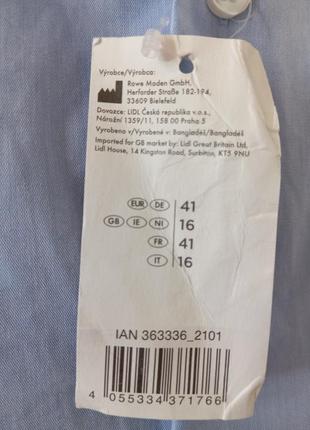 Výrobce/Výrobca:
Rowe Moden GmbH,
Herforder Straße 182-194,
33609 Bielefeld
Dovozce: LIDL Česká republika v.o.s.,
Nárožní 1359/11, 158 00 Praha 5
Vyrobeno v/Vyrobené v: Bangladéš/Bangladéš
Imported for GB market by: Lidl Great Britain Ltd,
Lidl House, 14 Kingston Road, Surbiton, KT5 9NU
EUR DE 41
GB IE NI 16
FR 41
IT 16
IAN 363336_2101
4 055334 371766